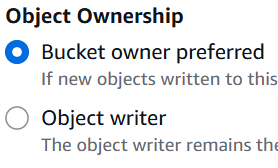 Object Ownership
Bucket owner preferred
If new objects written to this
Object writer
The object writer remains the